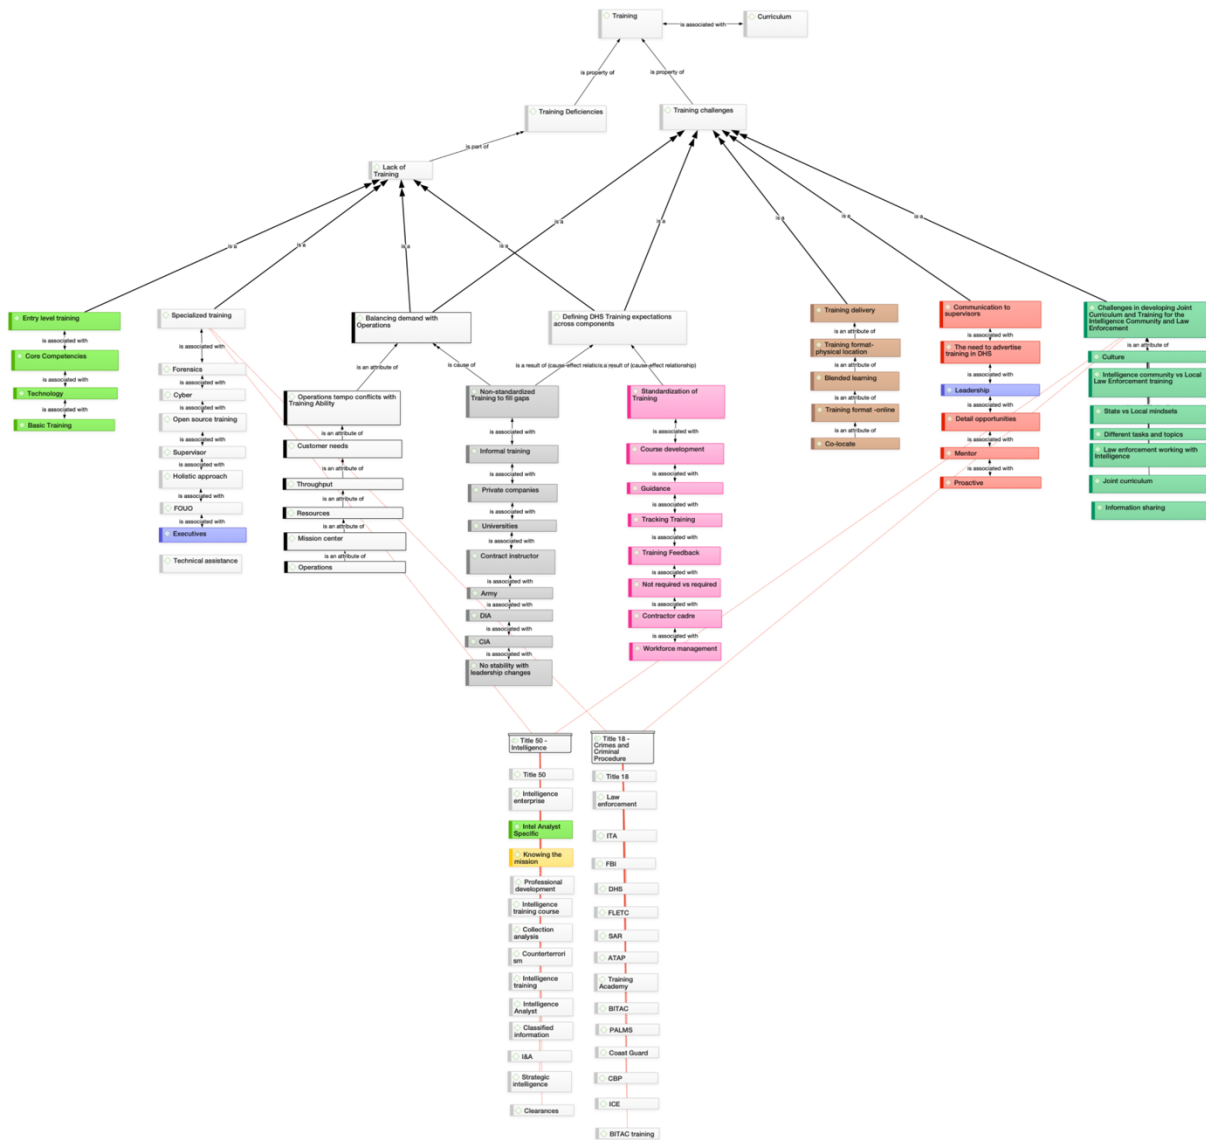 Training
is associated with
Curriculum
is property of
is property of
Training Deficiencies
Training challenges
is part of
Lack of
Training
is a
is a
is a
is a
is a
is a
is a
is a
is a
Entry level training
is associated with
Core Competencies
is associated with
Technology
is associated with
Basic Training
Specialized training
is associated with
Forensics
is associated with
Cyber
is associated with
Open source training
is associated with
Supervisor
is associated with
Holistic approach
is associated with
FOUO
is associated with
Executives
Technical assistance
Balancing demand with
Operations
is an attribute of
is cause of
Operations tempo conflicts with
Training Ability
is an attribute of
Customer needs
is an attribute of
Throughput
is an attribute of
Resources
is an attribute of
Mission center
is an attribute of
Operations
Defining DHS Training expectations
across components
is a result of (cause-effect relatic
is a result of (cause-effect relationship)
Non-standardized
Training to fill gaps
is associated with
Informal training
is associated with
Private companies
is associated with
Universities
is associated with
Contract instructor
is associated with
Army
is associated with
DIA
is associated with
CIA
is associated with
No stability with
leadership changes
Standardization of
Training
is associated with
Course development
is associated with
Guidance
is associated with
Tracking Training
is associated with
Training Feedback
is associated with
Not required vs required
is associated with
Contractor cadre
is associated with
Workforce management
Training delivery
is an attribute of
Training format-
physical location
is an attribute of
Blended learning
is an attribute of
Training format -online
is an attribute of
Co-locate
Communication to
supervisors
is associated with
The need to advertise
training in DHS
is associated with
Leadership
is associated with
Detail opportunities
is associated with
Mentor
is associated with
Proactive
Challenges in developing Joint
Curriculum and Training for the
Intelligence Community and Law
Enforcement
is an attribute of
Culture
Intelligence community vs Local
Law Enforcement training
State vs Local mindsets
Different tasks and topics
Law enforcement working with
Intelligence
Joint curriculum
Information sharing
Title 50 -
Intelligence
Title 50
Intelligence
enterprise
Intel Analyst
Specific
Knowing the
mission
Professional
development
Intelligence
training course
Collection
analysis
Counterterrori
sm
Intelligence
training
Intelligence
Analyst
Classified
information
I&A
Strategic
intelligence
Clearances
Title 18 -
Crimes and
Criminal
Procedure
Title 18
Law
enforcement
ITA
FBI
DHS
FLETC
SAR
ATAP
Training
Academy
BITAC
PALMS
Coast Guard
CBP
ICE
BITAC training